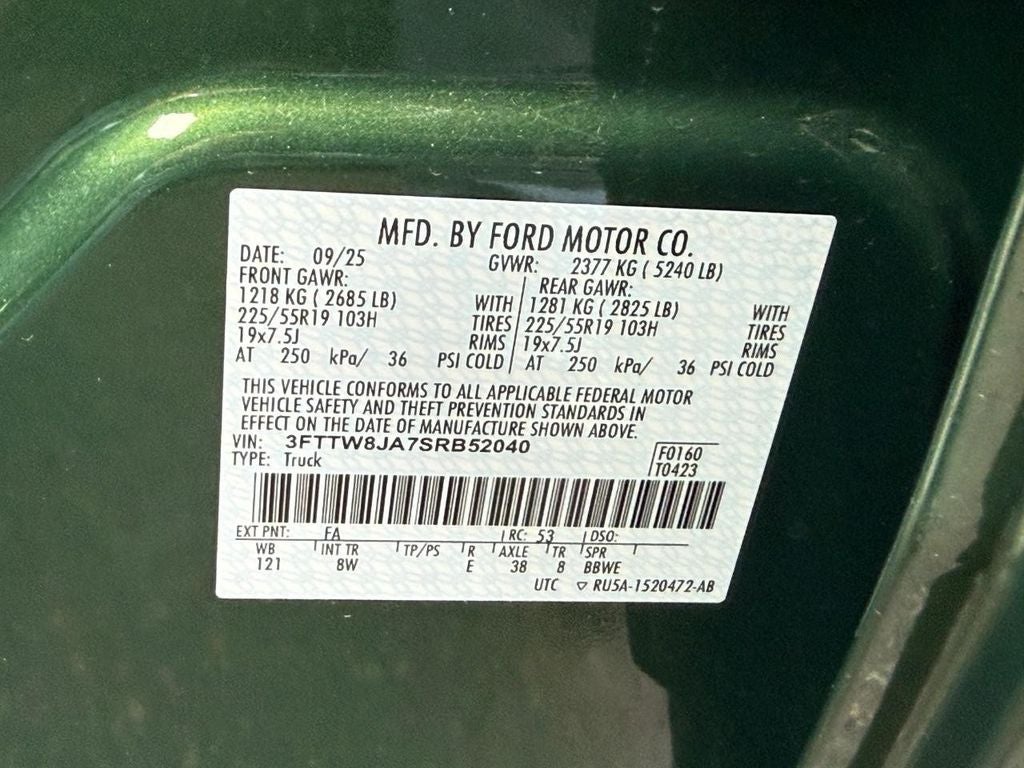 MFD. BY FORD MOTOR CO.
DATE: 09/25 GVWR: 2377 KG ( 5240 LB)
FRONT GAWR: REAR GAWR:
1218 KG ( 2685 LB) WITH 1281 KG ( 2825 LB) WITH
225/55R19 103H TIRES 225/55R19 103H TIRES
19x7.5J RIMS 19x7.5J RIMS
AT 250 kPa/ 36 PSI COLD AT 250 kPa/ 36 PSI COLD
THIS VEHICLE CONFORMS TO ALL APPLICABLE FEDERAL MOTOR
VEHICLE SAFETY AND THEFT PREVENTION STANDARDS IN
EFFECT ON THE DATE OF MANUFACTURE SHOWN ABOVE.
VIN: 3FTTW8JA7SRB52040 F0160
TYPE: Truck T0423
EXT PNT: FA RC: 53 DSO:
WB INT TR TP/PS R AXLE TR SPR
121 8W E 38 8 BBWE
UTC ▽ RU5A-1520472-AB